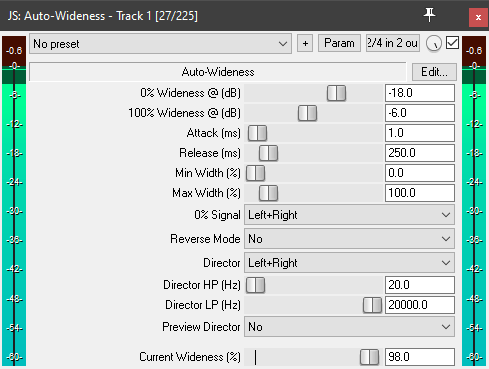 JS: Auto-Wideness - Track 1 [27/225]
-0.6 No preset + Param 2/4 in 2 ou -0.6
Auto-Wideness Edit...
-6- 0% Wideness @ (dB) -18.0 -6-
-12- 100% Wideness @ (dB) -6.0 -12-
-18- Attack (ms) 1.0 -18-
Release (ms) 250.0
-24- Min Width (%) 0.0 -24-
Max Width (%) 100.0
-30- 0% Signal Left+Right -30-
-36- Reverse Mode No -36-
-42- Director Left+Right -42-
Director HP (Hz) 20.0
-48- Director LP (Hz) 20000.0 -48-
-54- Preview Director No -54-
-60- Current Wideness (%) 98.0 -60-